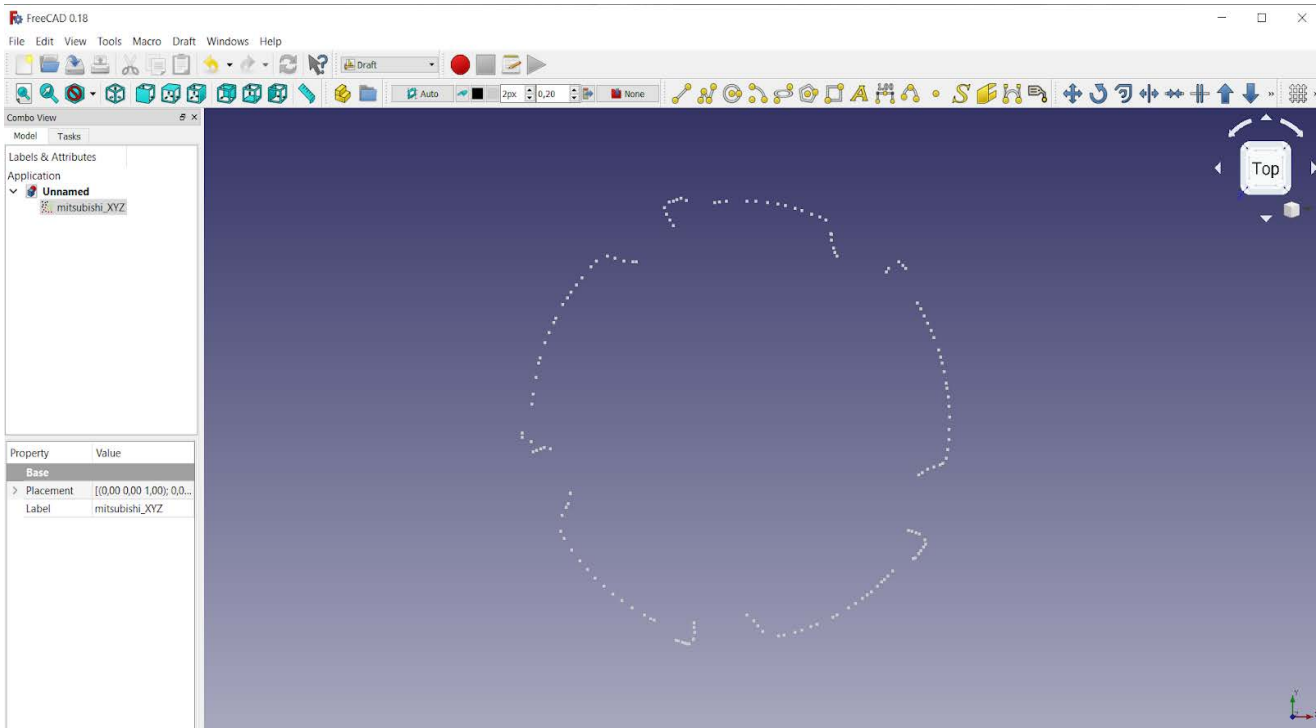 FreeCAD 0.18
File Edit View Tools Macro Draft Windows Help
Draft
Auto 2px 0,20 None
Combo View
Model Tasks
Labels & Attributes
Application
Unnamed
mitsubishi_XYZ
Top
Property Value
Base
Placement [(0,00 0,00 1,00); 0,0...
Label mitsubishi_XYZ
Y